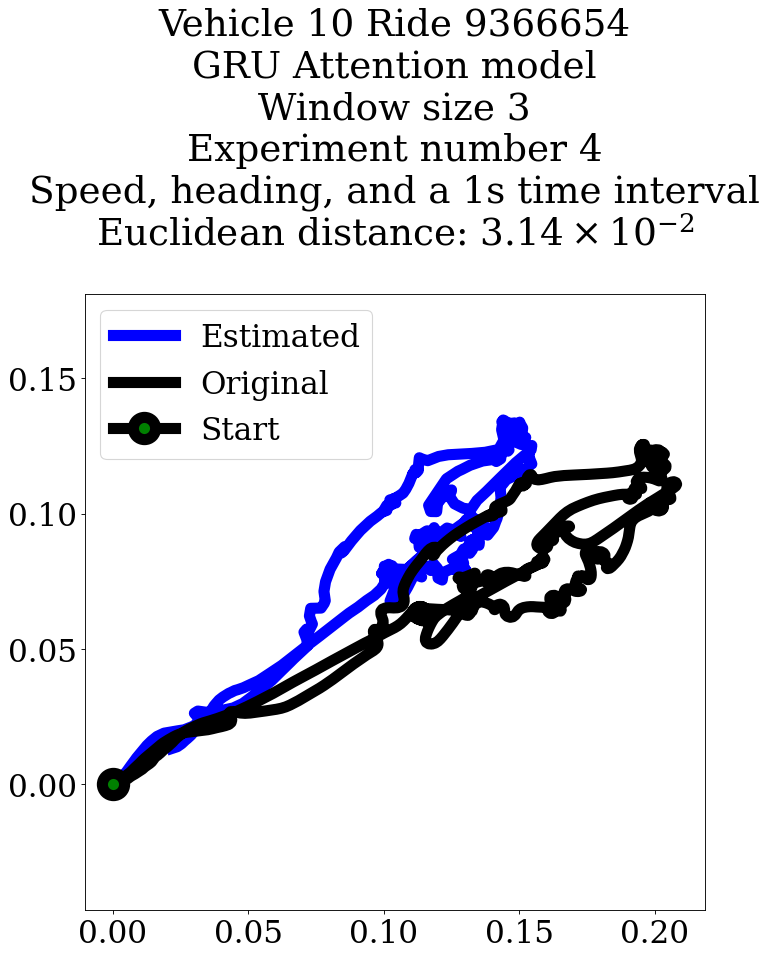 Vehicle 10 Ride 9366654
GRU Attention model
Window size 3
Experiment number 4
Speed, heading, and a 1s time interval
Euclidean distance: 3.14 × 10⁻²
Estimated
Original
Start
0.15
0.10
0.05
0.00
0.00 0.05 0.10 0.15 0.20